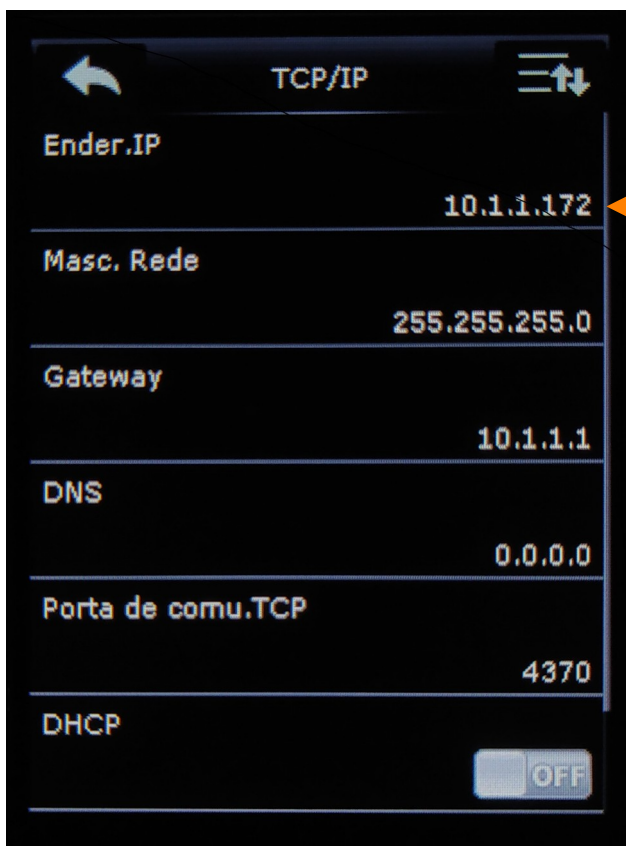 TCP/IP
Ender.IP
10.1.1.172
Masc. Rede
255.255.255.0
Gateway
10.1.1.1
DNS
0.0.0.0
Porta de comu.TCP
4370
DHCP
OFF